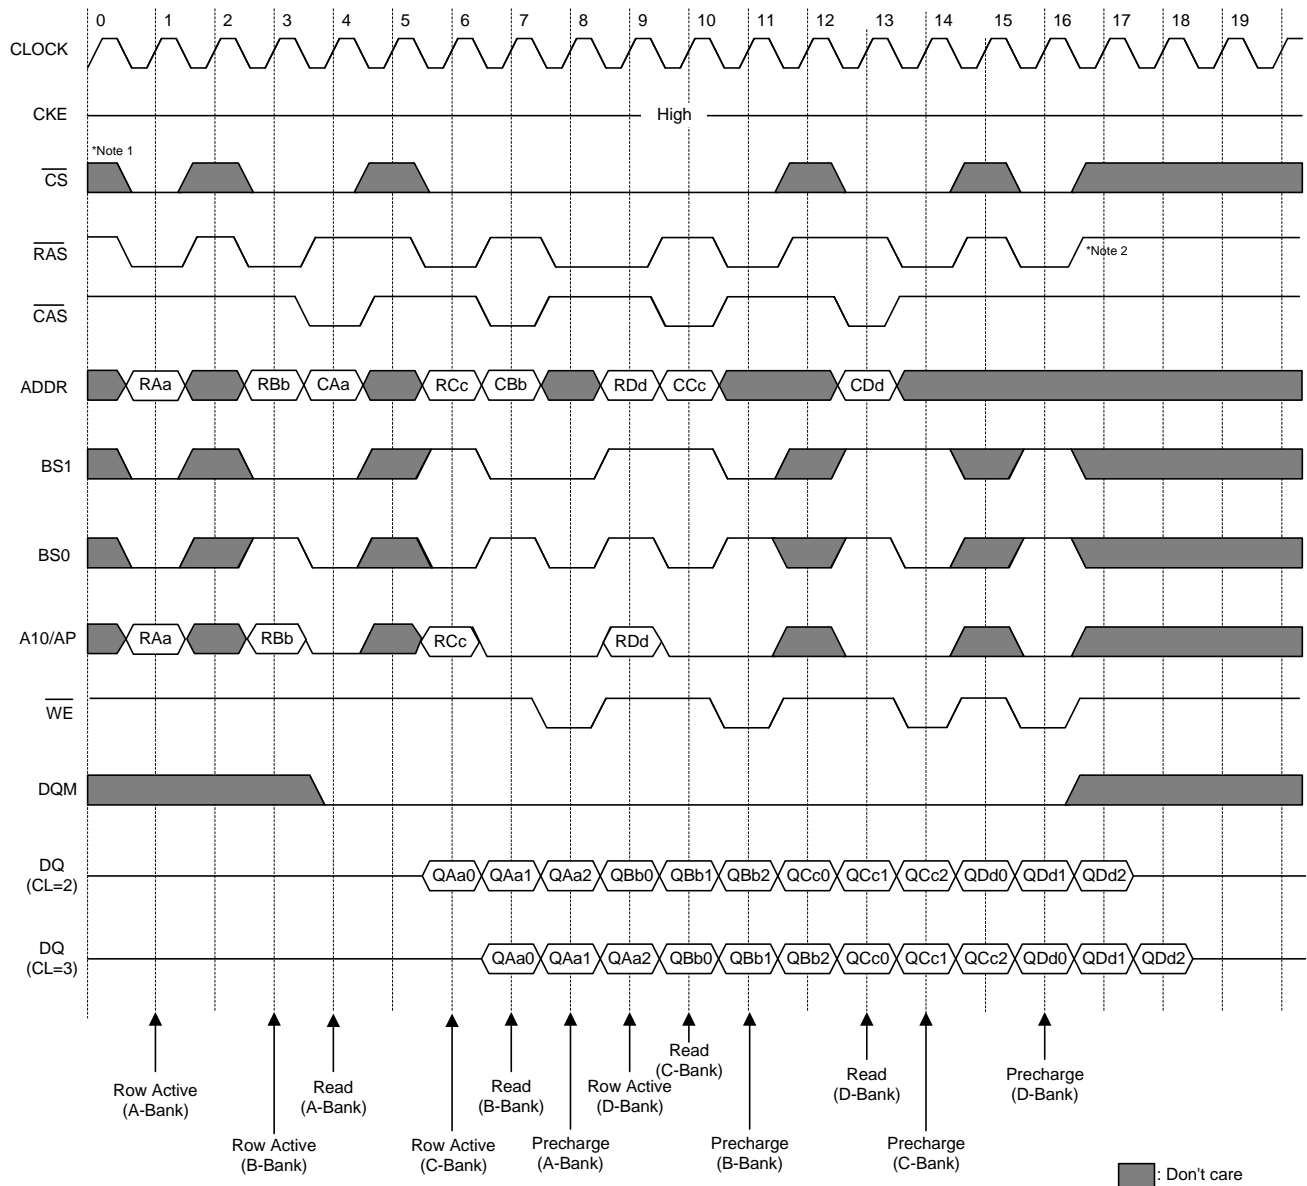 0 1 2 3 4 5 6 7 8 9 10 11 12 13 14 15 16 17 18 19
CLOCK
CKE High
*Note 1
CS
RAS *Note 2
CAS
ADDR RAa RBb CAa RCc CBb RDd CCc CDd
BS1
BS0
A10/AP RAa RBb RCc RDd
WE
DQM
DQ
(CL=2) QAa0 QAa1 QAa2 QBb0 QBb1 QBb2 QCc0 QCc1 QCc2 QDd0 QDd1 QDd2
DQ
(CL=3) QAa0 QAa1 QAa2 QBb0 QBb1 QBb2 QCc0 QCc1 QCc2 QDd0 QDd1 QDd2
Row Active
(A-Bank)
Row Active
(B-Bank)
Read
(A-Bank)
Row Active
(C-Bank)
Read
(B-Bank)
Precharge
(A-Bank)
Row Active
(D-Bank)
Read
(C-Bank)
Precharge
(B-Bank)
Read
(D-Bank)
Precharge
(C-Bank)
Precharge
(D-Bank)
: Don't care